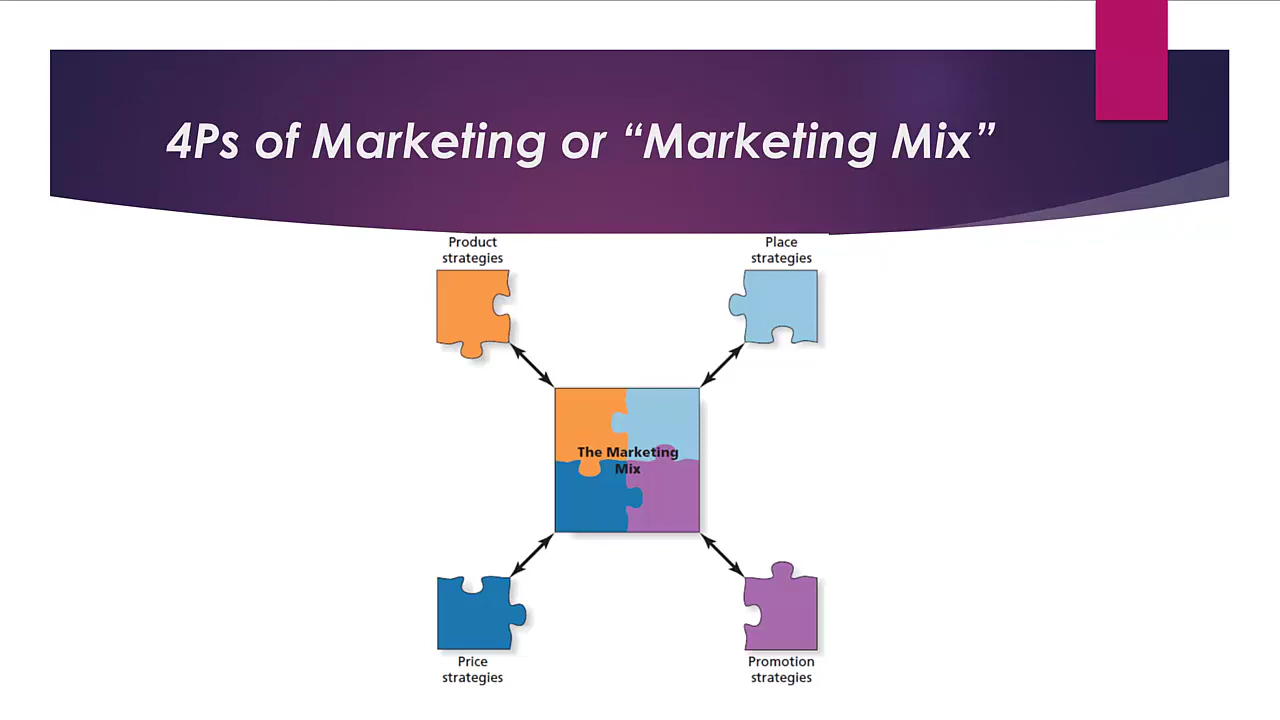 4Ps of Marketing or “Marketing Mix”
Product
strategies
Place
strategies
The Marketing
Mix
Price
strategies
Promotion
strategies